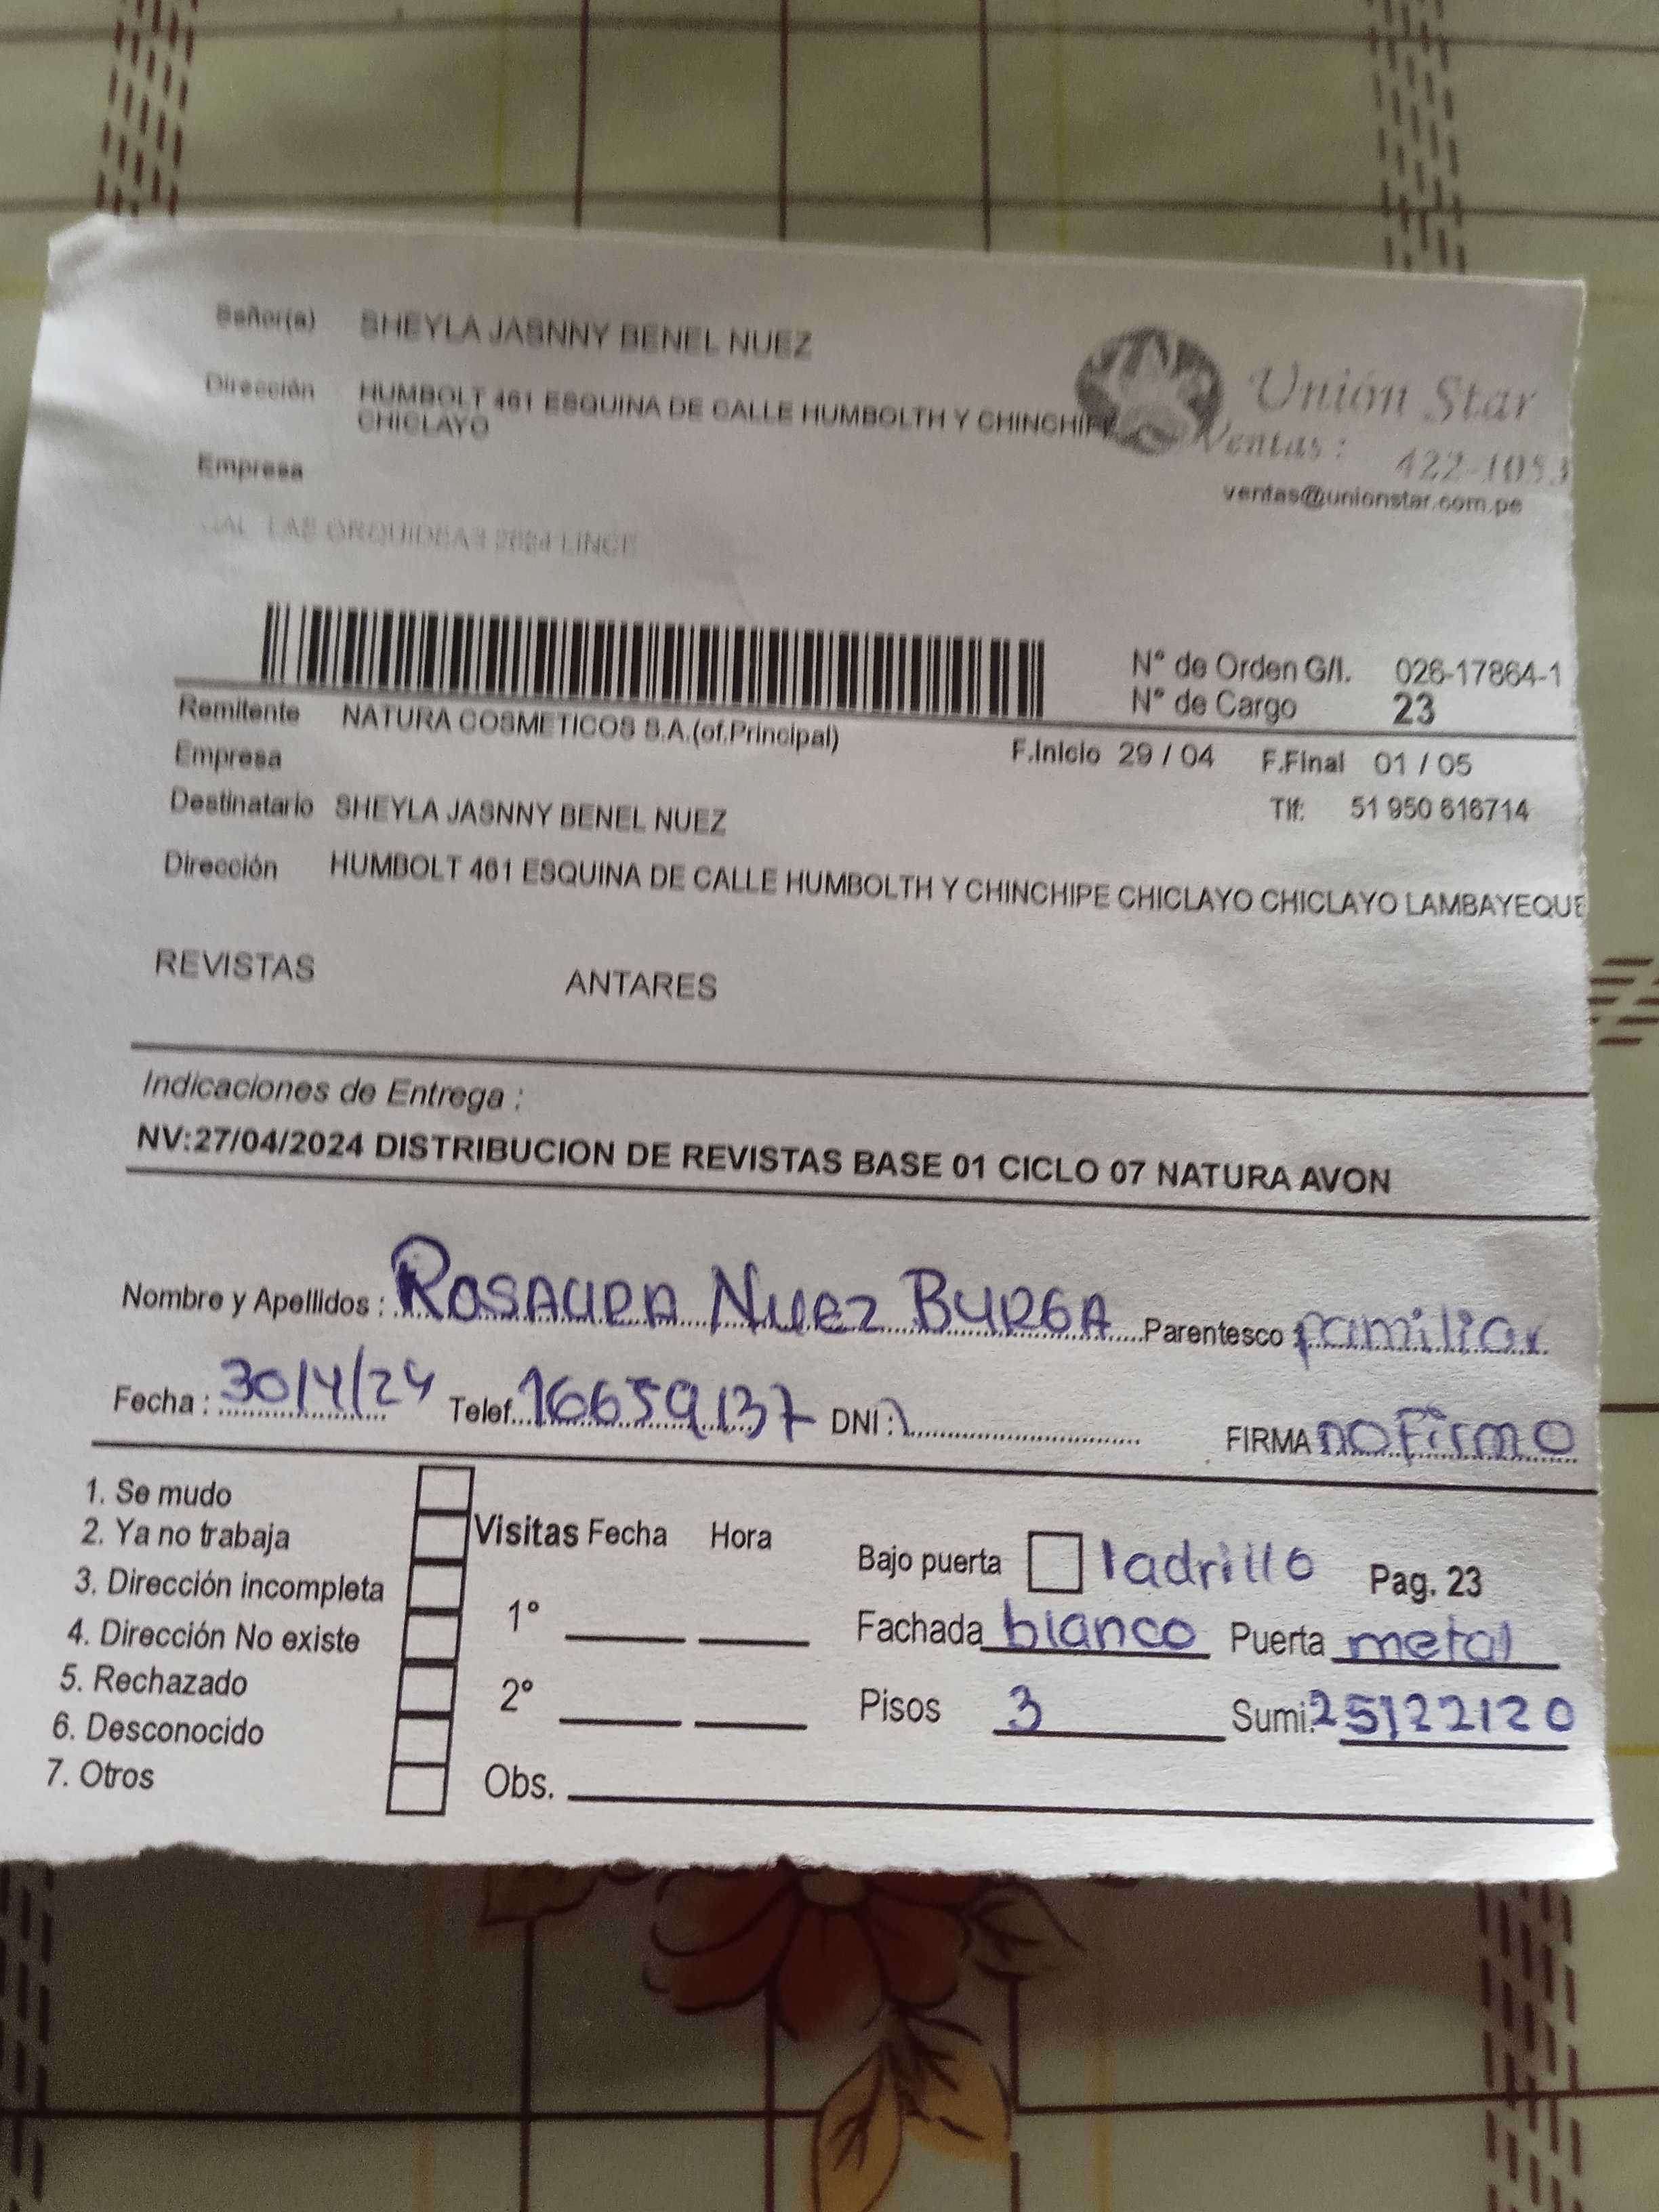 Señor(a) SHEYLA JASNNY BENEL NUEZ
Dirección HUMBOLT 461 ESQUINA DE CALLE HUMBOLTH Y CHINCHIPE
CHICLAYO
Unión Star
Ventas : 422-1053
ventas@unionstar.com.pe
Empresa
CAL LAS ORQUIDEAS 2624 LINCE
N° de Orden G/I. 026-17864-1
N° de Cargo 23
Remitente NATURA COSMETICOS S.A.(of.Principal)
Empresa F.Inicio 29 / 04 F.Final 01 / 05
Destinatario SHEYLA JASNNY BENEL NUEZ Tlf: 51 950 616714
Dirección HUMBOLT 461 ESQUINA DE CALLE HUMBOLTH Y CHINCHIPE CHICLAYO CHICLAYO LAMBAYEQUE
REVISTAS ANTARES
Indicaciones de Entrega :
NV:27/04/2024 DISTRIBUCION DE REVISTAS BASE 01 CICLO 07 NATURA AVON
Nombre y Apellidos : ROSAURA NUEZ BURGA Parentesco : familiar
Fecha : 30/4/24 Telef. 16659137 DNI : FIRMA no firmo
1. Se mudo
2. Ya no trabaja Visitas Fecha Hora Bajo puerta ladrillo Pag. 23
3. Dirección incompleta
4. Dirección No existe 1° Fachada blanco Puerta metal
5. Rechazado 2° Pisos 3 Sumi. 25122120
6. Desconocido
7. Otros Obs.